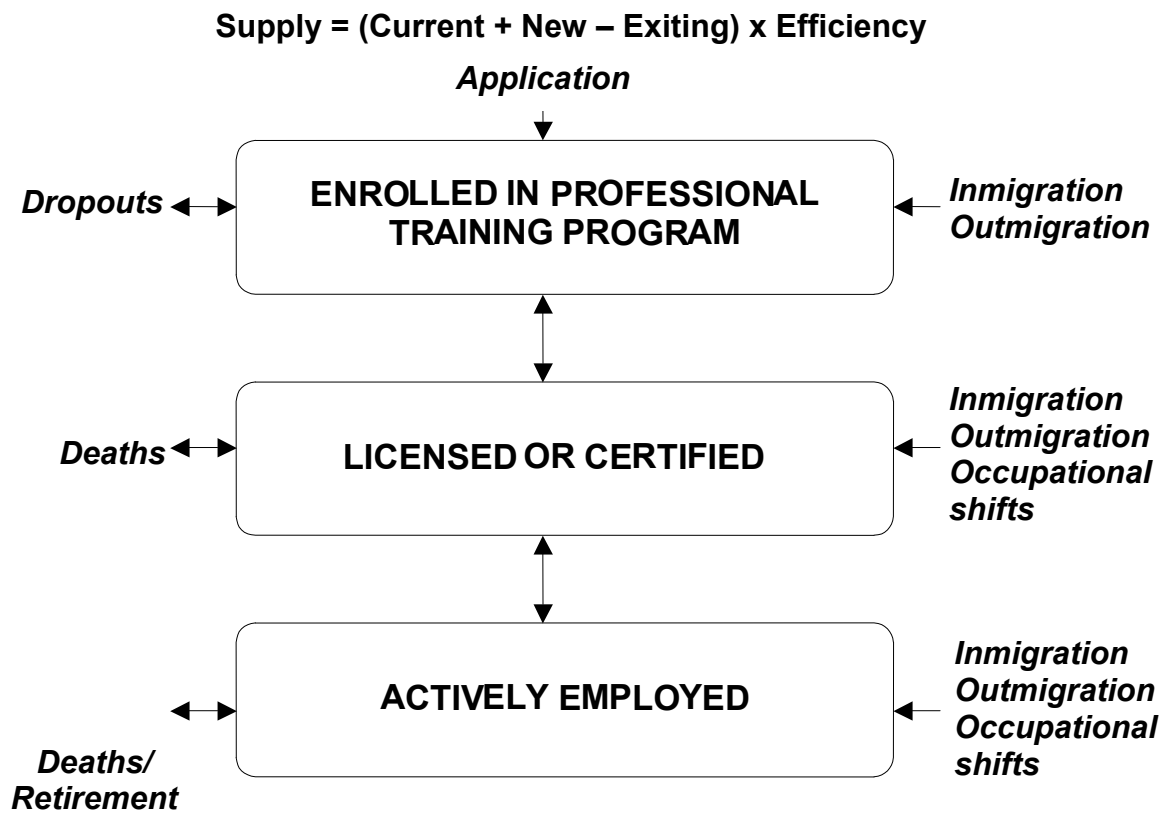 Supply = (Current + New – Exiting) x Efficiency
Application
ENROLLED IN PROFESSIONAL
TRAINING PROGRAM
Dropouts
Inmigration
Outmigration
LICENSED OR CERTIFIED
Deaths
Inmigration
Outmigration
Occupational
shifts
ACTIVELY EMPLOYED
Deaths/
Retirement
Inmigration
Outmigration
Occupational
shifts